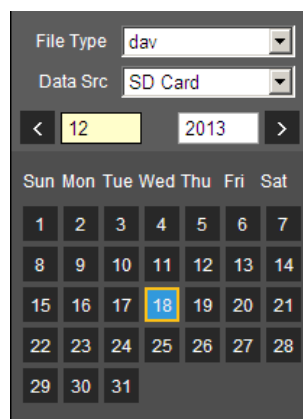 File Type dav
Data Src SD Card
< 12 2013 >
Sun Mon Tue Wed Thu Fri Sat
1 2 3 4 5 6 7
8 9 10 11 12 13 14
15 16 17 18 19 20 21
22 23 24 25 26 27 28
29 30 31